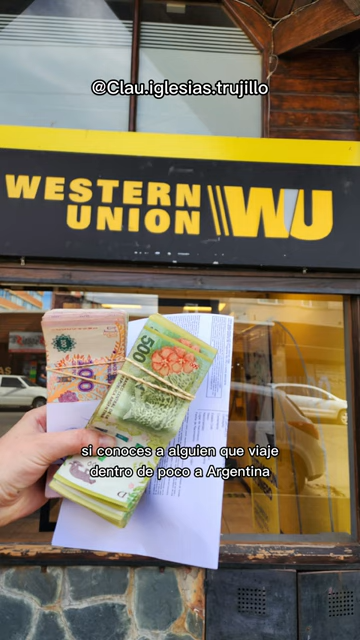 @Clau.iglesias.trujillo
WESTERN
UNION WU
500
si conoces a alguien que viaje
dentro de poco a Argentina